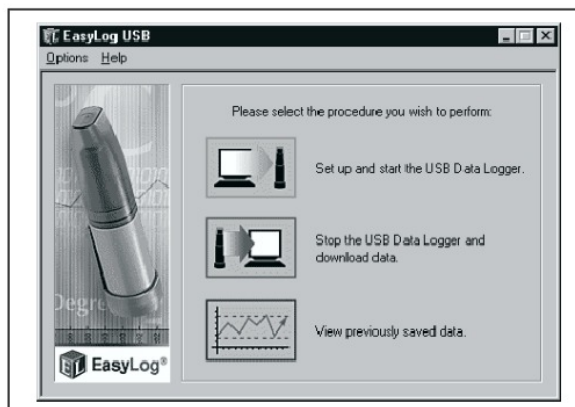 EasyLog USB
Options Help
Please select the procedure you wish to perform:
Set up and start the USB Data Logger.
Stop the USB Data Logger and
download data.
View previously saved data.
Degre
EasyLog®